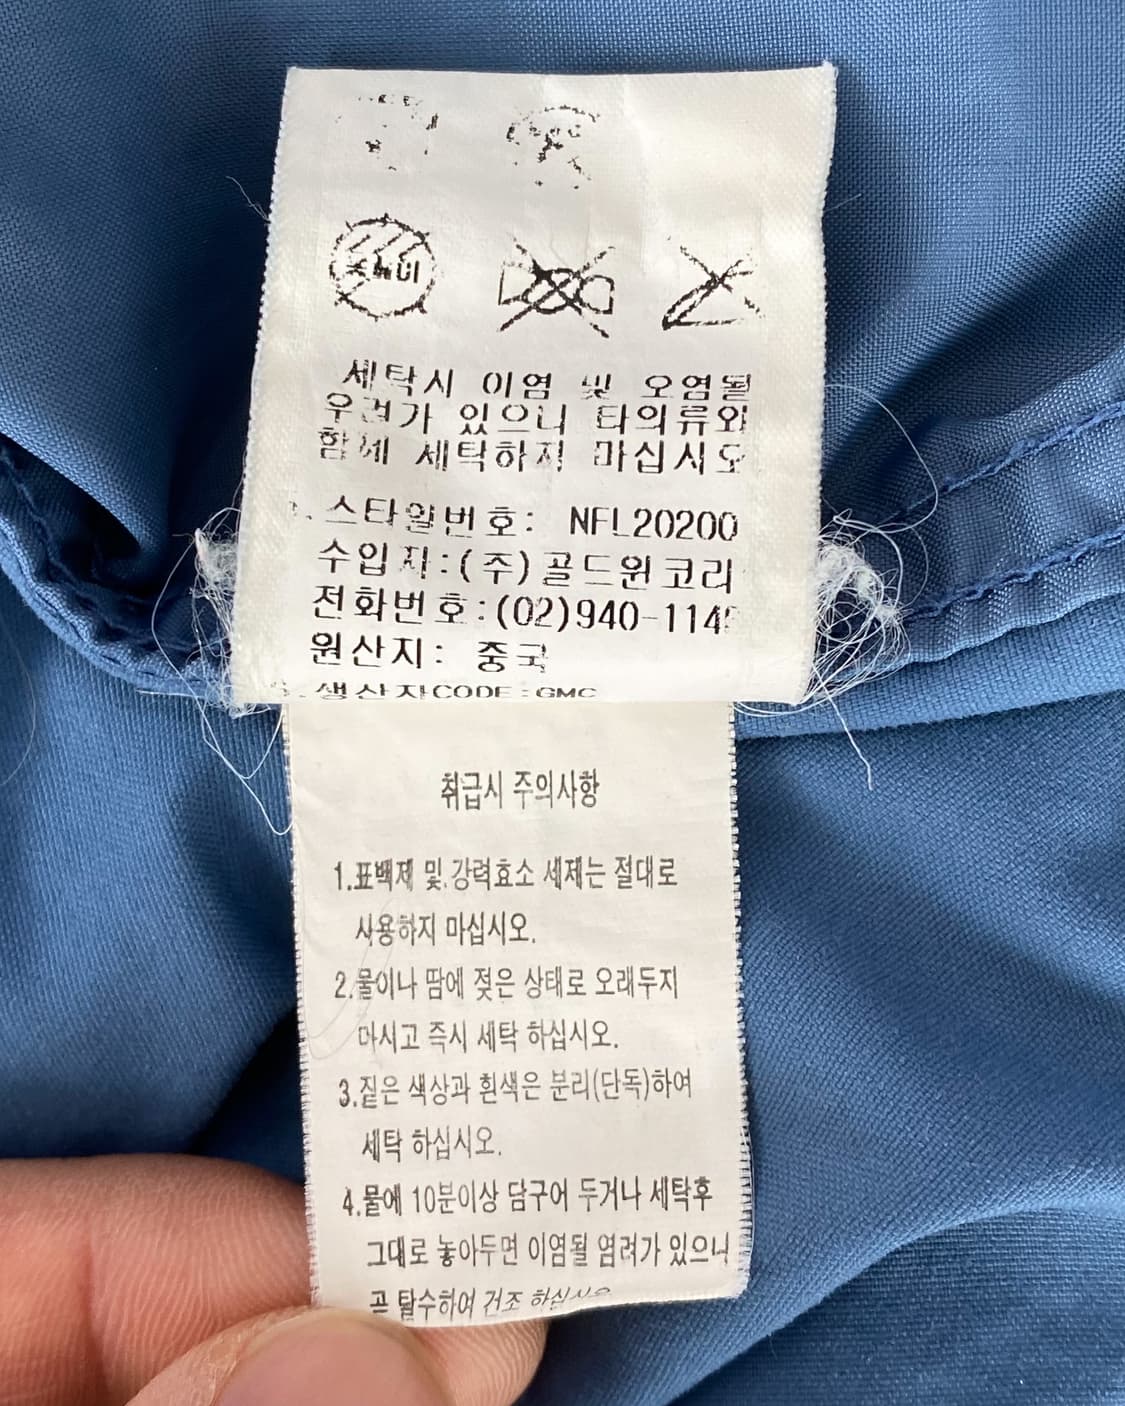 세탁시 이염 및 오염될
우려가 있으니 타의류와
함께 세탁하지 마십시오
스타일번호: NFL20200
수입자:(주)골드윈코리
전화번호:(02)940-114
원산지: 중국
생산자CODE:GMC
취급시 주의사항
1.표백제 및.강력효소 세제는 절대로
사용하지 마십시오.
2.물이나 땀에 젖은 상태로 오래두지
마시고 즉시 세탁 하십시오.
3.짙은 색상과 흰색은 분리(단독)하여
세탁 하십시오.
4.물에 10분이상 담구어 두거나 세탁후
그대로 놓아두면 이염될 염려가 있으니
곧 탈수하여 건조 하십시오